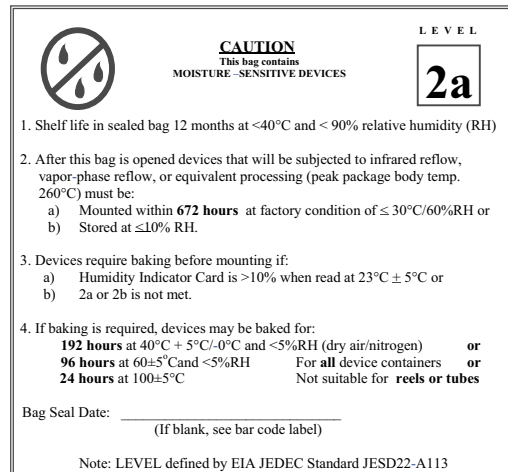 LEVEL
CAUTION
This bag contains
MOISTURE –SENSITIVE DEVICES
2a
1. Shelf life in sealed bag 12 months at <40°C and < 90% relative humidity (RH)
2. After this bag is opened devices that will be subjected to infrared reflow,
vapor-phase reflow, or equivalent processing (peak package body temp.
260°C) must be:
a) Mounted within 672 hours at factory condition of ≤ 30°C/60%RH or
b) Stored at ≤10% RH.
3. Devices require baking before mounting if:
a) Humidity Indicator Card is >10% when read at 23°C ± 5°C or
b) 2a or 2b is not met.
4. If baking is required, devices may be baked for:
192 hours at 40°C + 5°C/-0°C and <5%RH (dry air/nitrogen) or
96 hours at 60±5°Cand <5%RH For all device containers or
24 hours at 100±5°C Not suitable for reels or tubes
Bag Seal Date: ____________________________
(If blank, see bar code label)
Note: LEVEL defined by EIA JEDEC Standard JESD22-A113